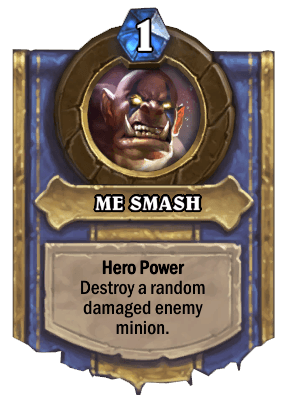 1
ME SMASH
Hero Power
Destroy a random
damaged enemy
minion.